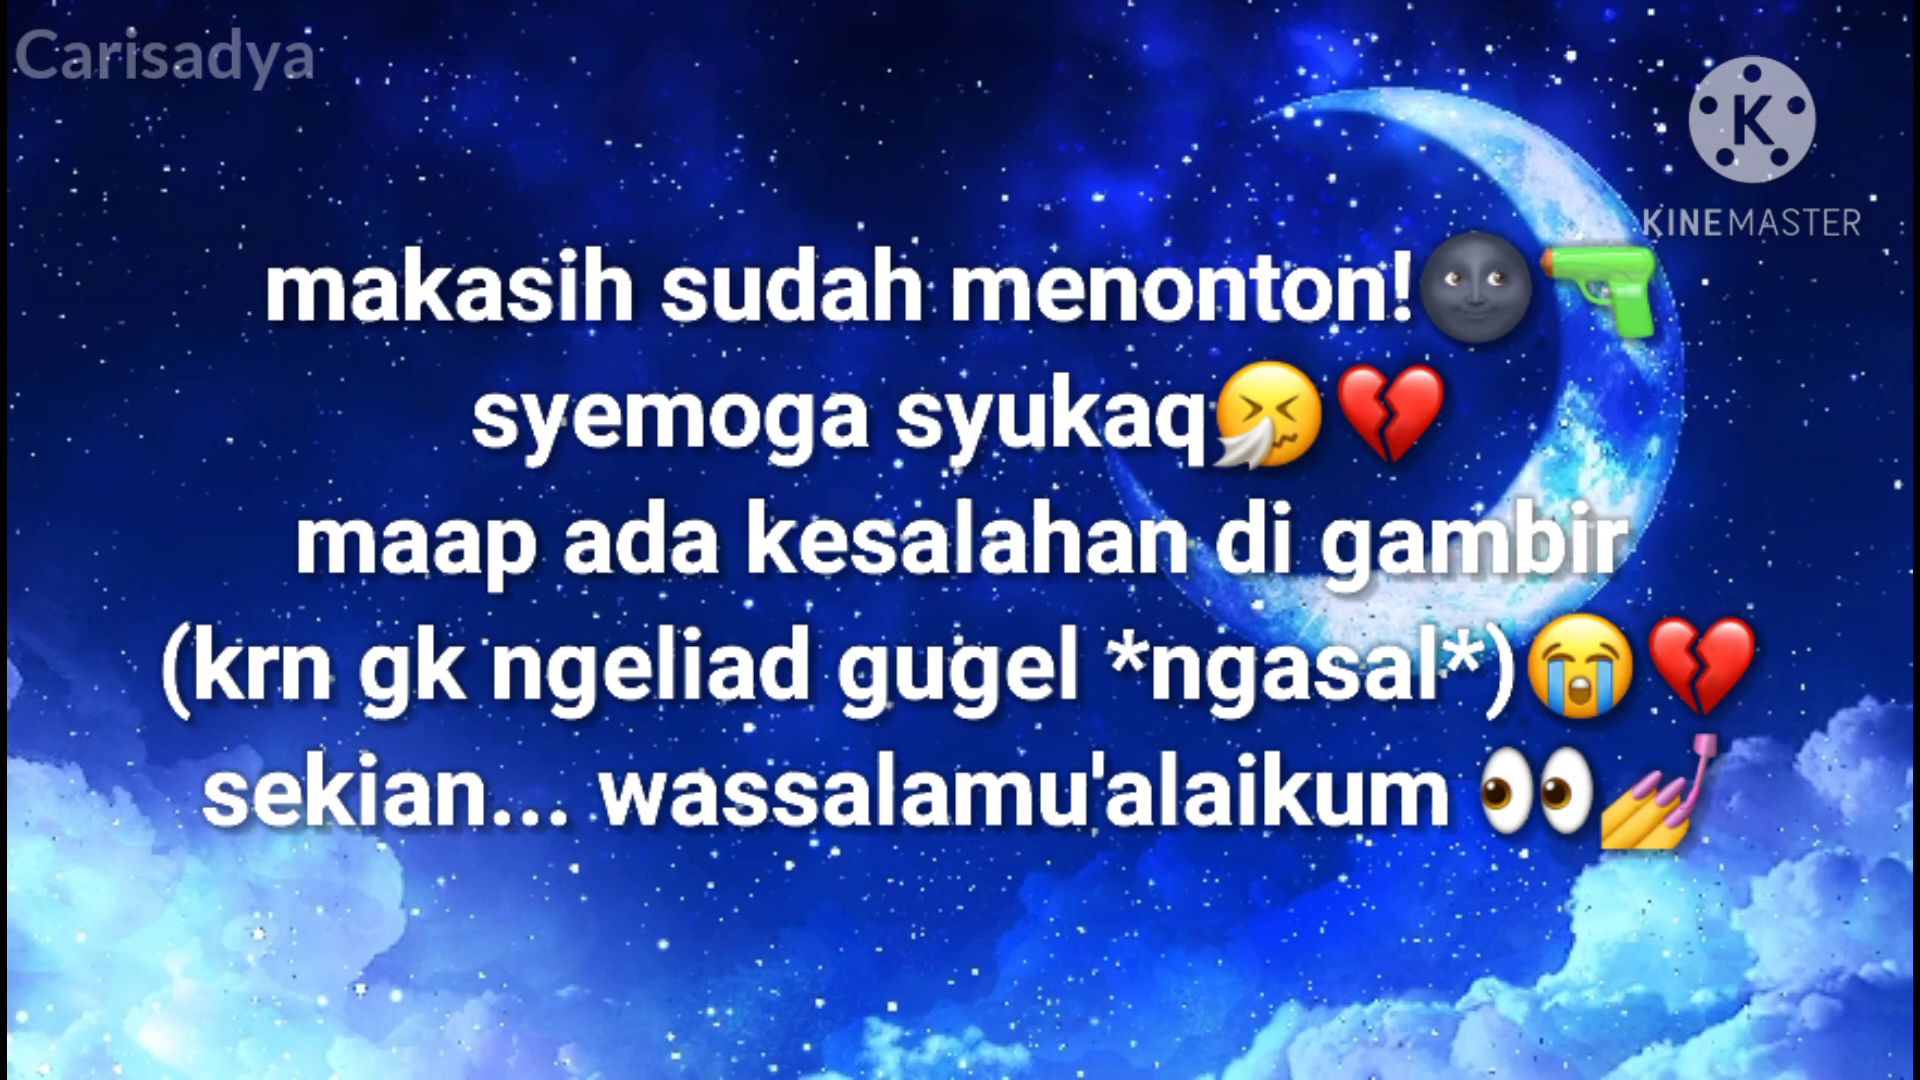 Carisadya
K
KINEMASTER
makasih sudah menonton!🌚🔫
syemoga syukaq🤧💔
maap ada kesalahan di gambir
(krn gk ngeliad gugel *ngasal*)😭💔
sekian... wassalamu'alaikum 👀💅